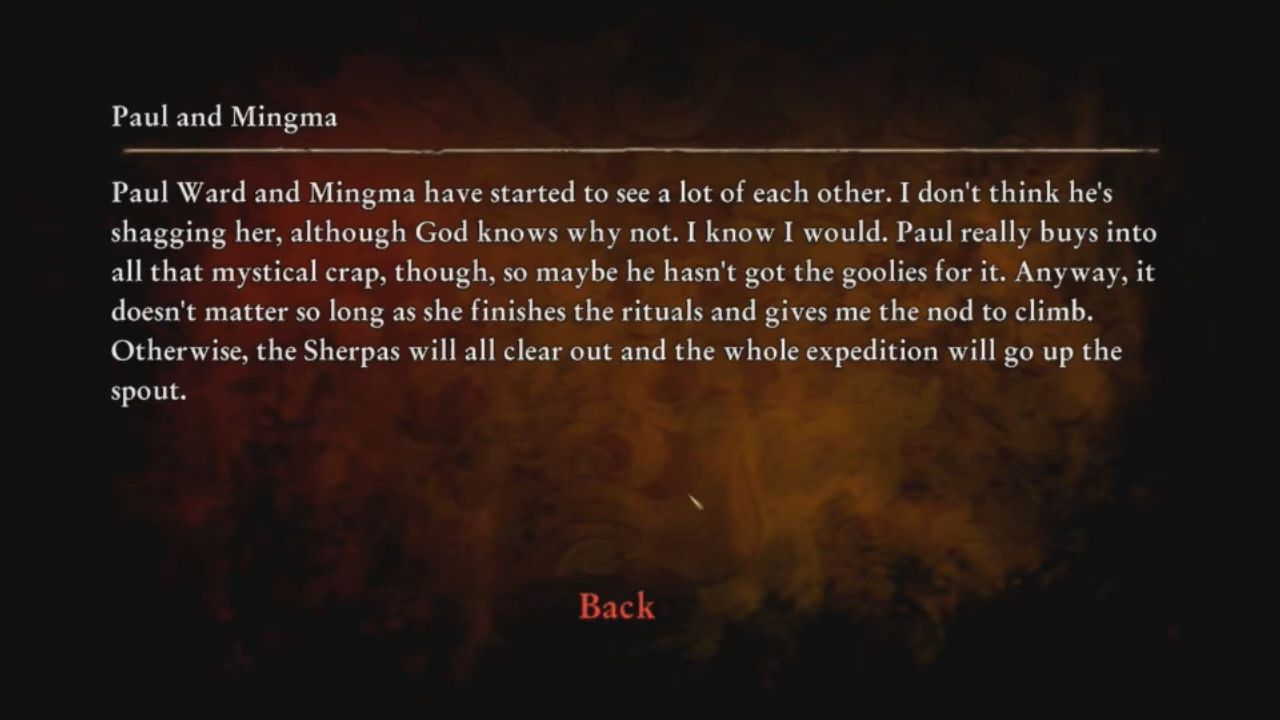 Paul and Mingma
Paul Ward and Mingma have started to see a lot of each other. I don't think he's
shagging her, although God knows why not. I know I would. Paul really buys into
all that mystical crap, though, so maybe he hasn't got the goolies for it. Anyway, it
doesn't matter so long as she finishes the rituals and gives me the nod to climb.
Otherwise, the Sherpas will all clear out and the whole expedition will go up the
spout.
Back